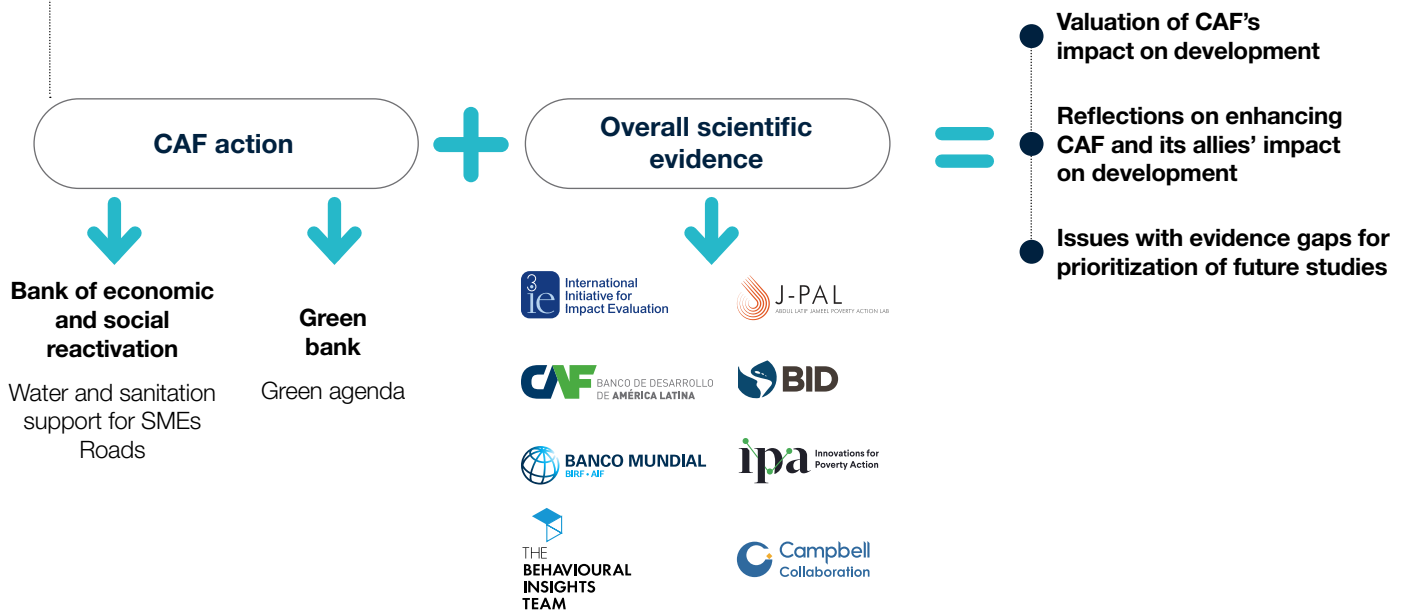 CAF action
Bank of economic
and social
reactivation
Water and sanitation
support for SMEs
Roads
Green
bank
Green agenda
Overall scientific
evidence
3ie
International
Initiative for
Impact Evaluation
J-PAL
ABDUL LATIF JAMEEL POVERTY ACTION LAB
CAF
BANCO DE DESARROLLO
DE AMÉRICA LATINA
BID
BANCO MUNDIAL
BIRF • AIF
ipa
Innovations for
Poverty Action
THE
BEHAVIOURAL
INSIGHTS
TEAM
Campbell
Collaboration
Valuation of CAF’s
impact on development
Reflections on enhancing
CAF and its allies’ impact
on development
Issues with evidence gaps for
prioritization of future studies